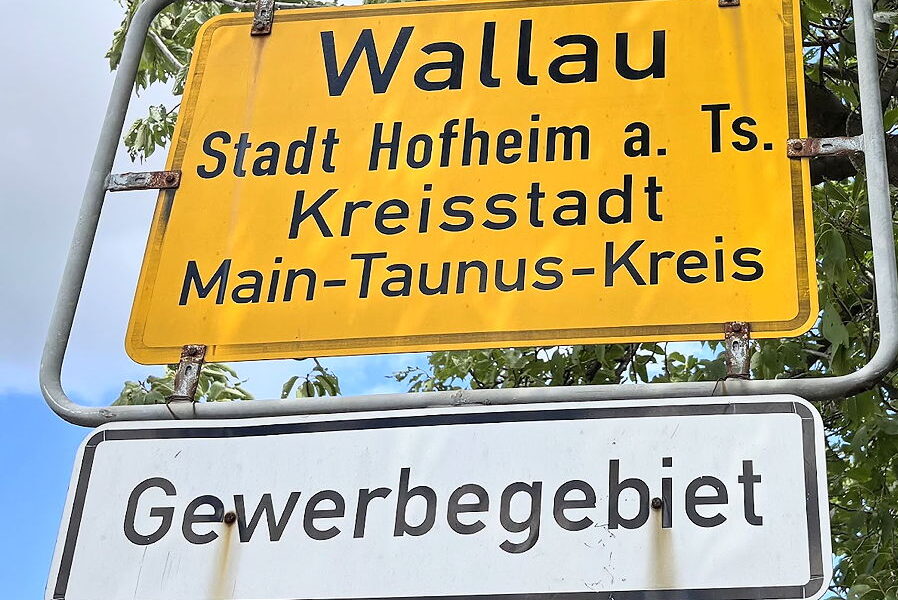 Wallau
Stadt Hofheim a. Ts.
Kreisstadt
Main-Taunus-Kreis
Gewerbegebiet